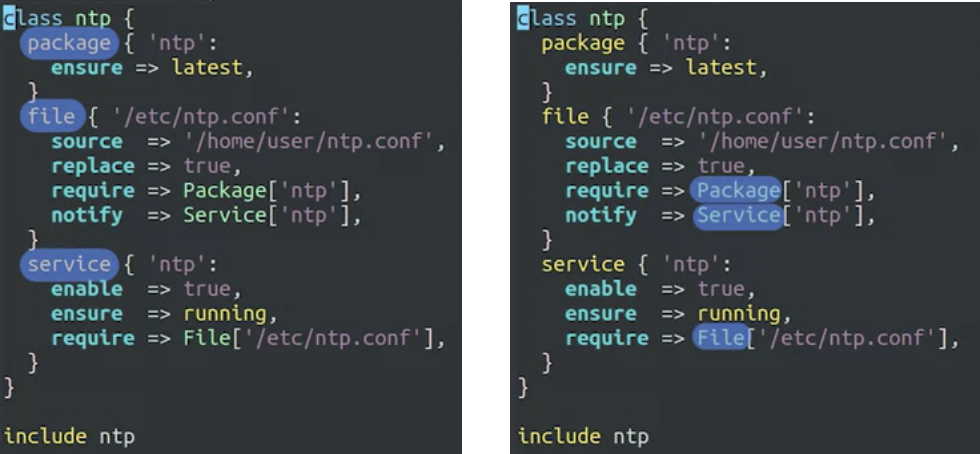 class ntp {
  package { 'ntp':
    ensure => latest,
  }
  file { '/etc/ntp.conf':
    source  => '/home/user/ntp.conf',
    replace => true,
    require => Package['ntp'],
    notify  => Service['ntp'],
  }
  service { 'ntp':
    enable  => true,
    ensure  => running,
    require => File['/etc/ntp.conf'],
  }
}

include ntp

class ntp {
  package { 'ntp':
    ensure => latest,
  }
  file { '/etc/ntp.conf':
    source  => '/home/user/ntp.conf',
    replace => true,
    require => Package['ntp'],
    notify  => Service['ntp'],
  }
  service { 'ntp':
    enable  => true,
    ensure  => running,
    require => File['/etc/ntp.conf'],
  }
}

include ntp